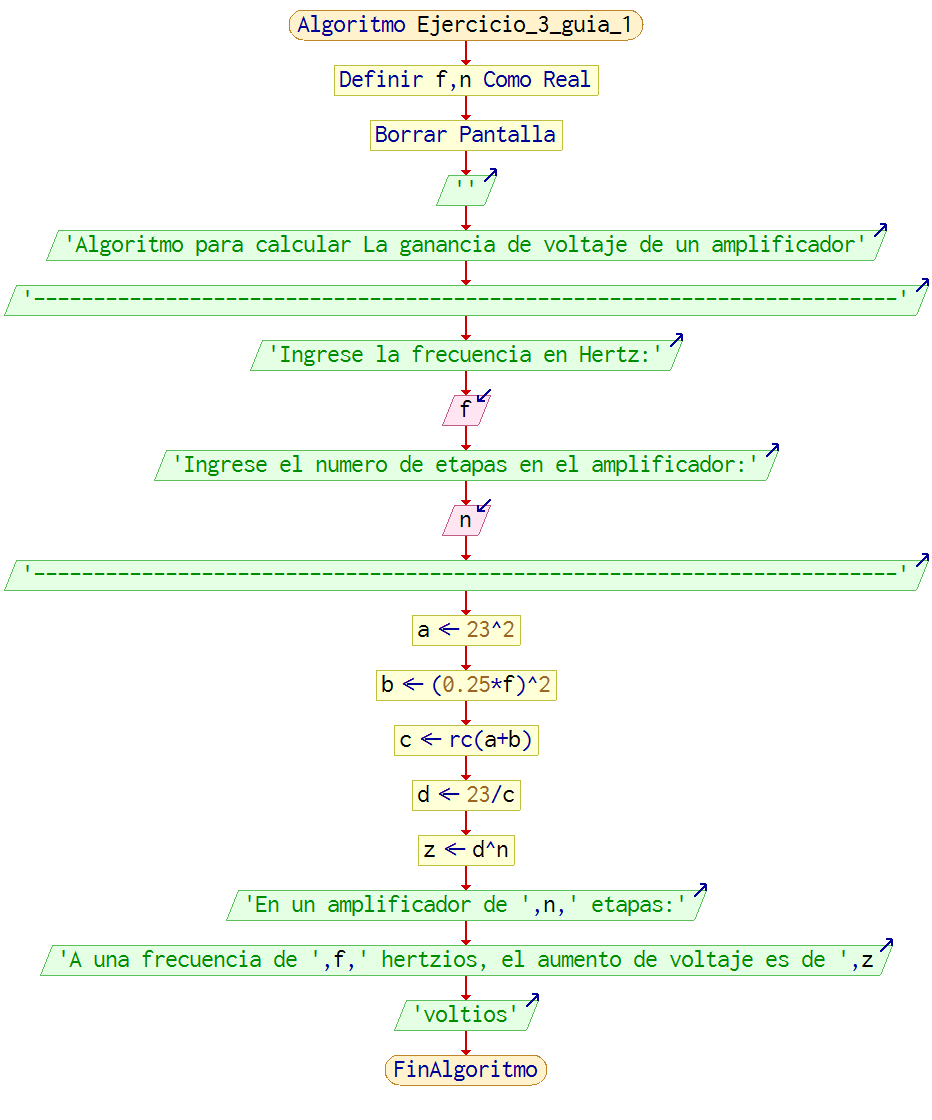 Algoritmo Ejercicio_3_guia_1
Definir f,n Como Real
Borrar Pantalla
''
'Algoritmo para calcular La ganancia de voltaje de un amplificador'
'------------------------------------------------------------------------'
'Ingrese la frecuencia en Hertz:'
f
'Ingrese el numero de etapas en el amplificador:'
n
'------------------------------------------------------------------------'
a ← 23^2
b ← (0.25*f)^2
c ← rc(a+b)
d ← 23/c
z ← d^n
'En un amplificador de ',n,' etapas:'
'A una frecuencia de ',f,' hertzios, el aumento de voltaje es de ',z
'voltios'
FinAlgoritmo